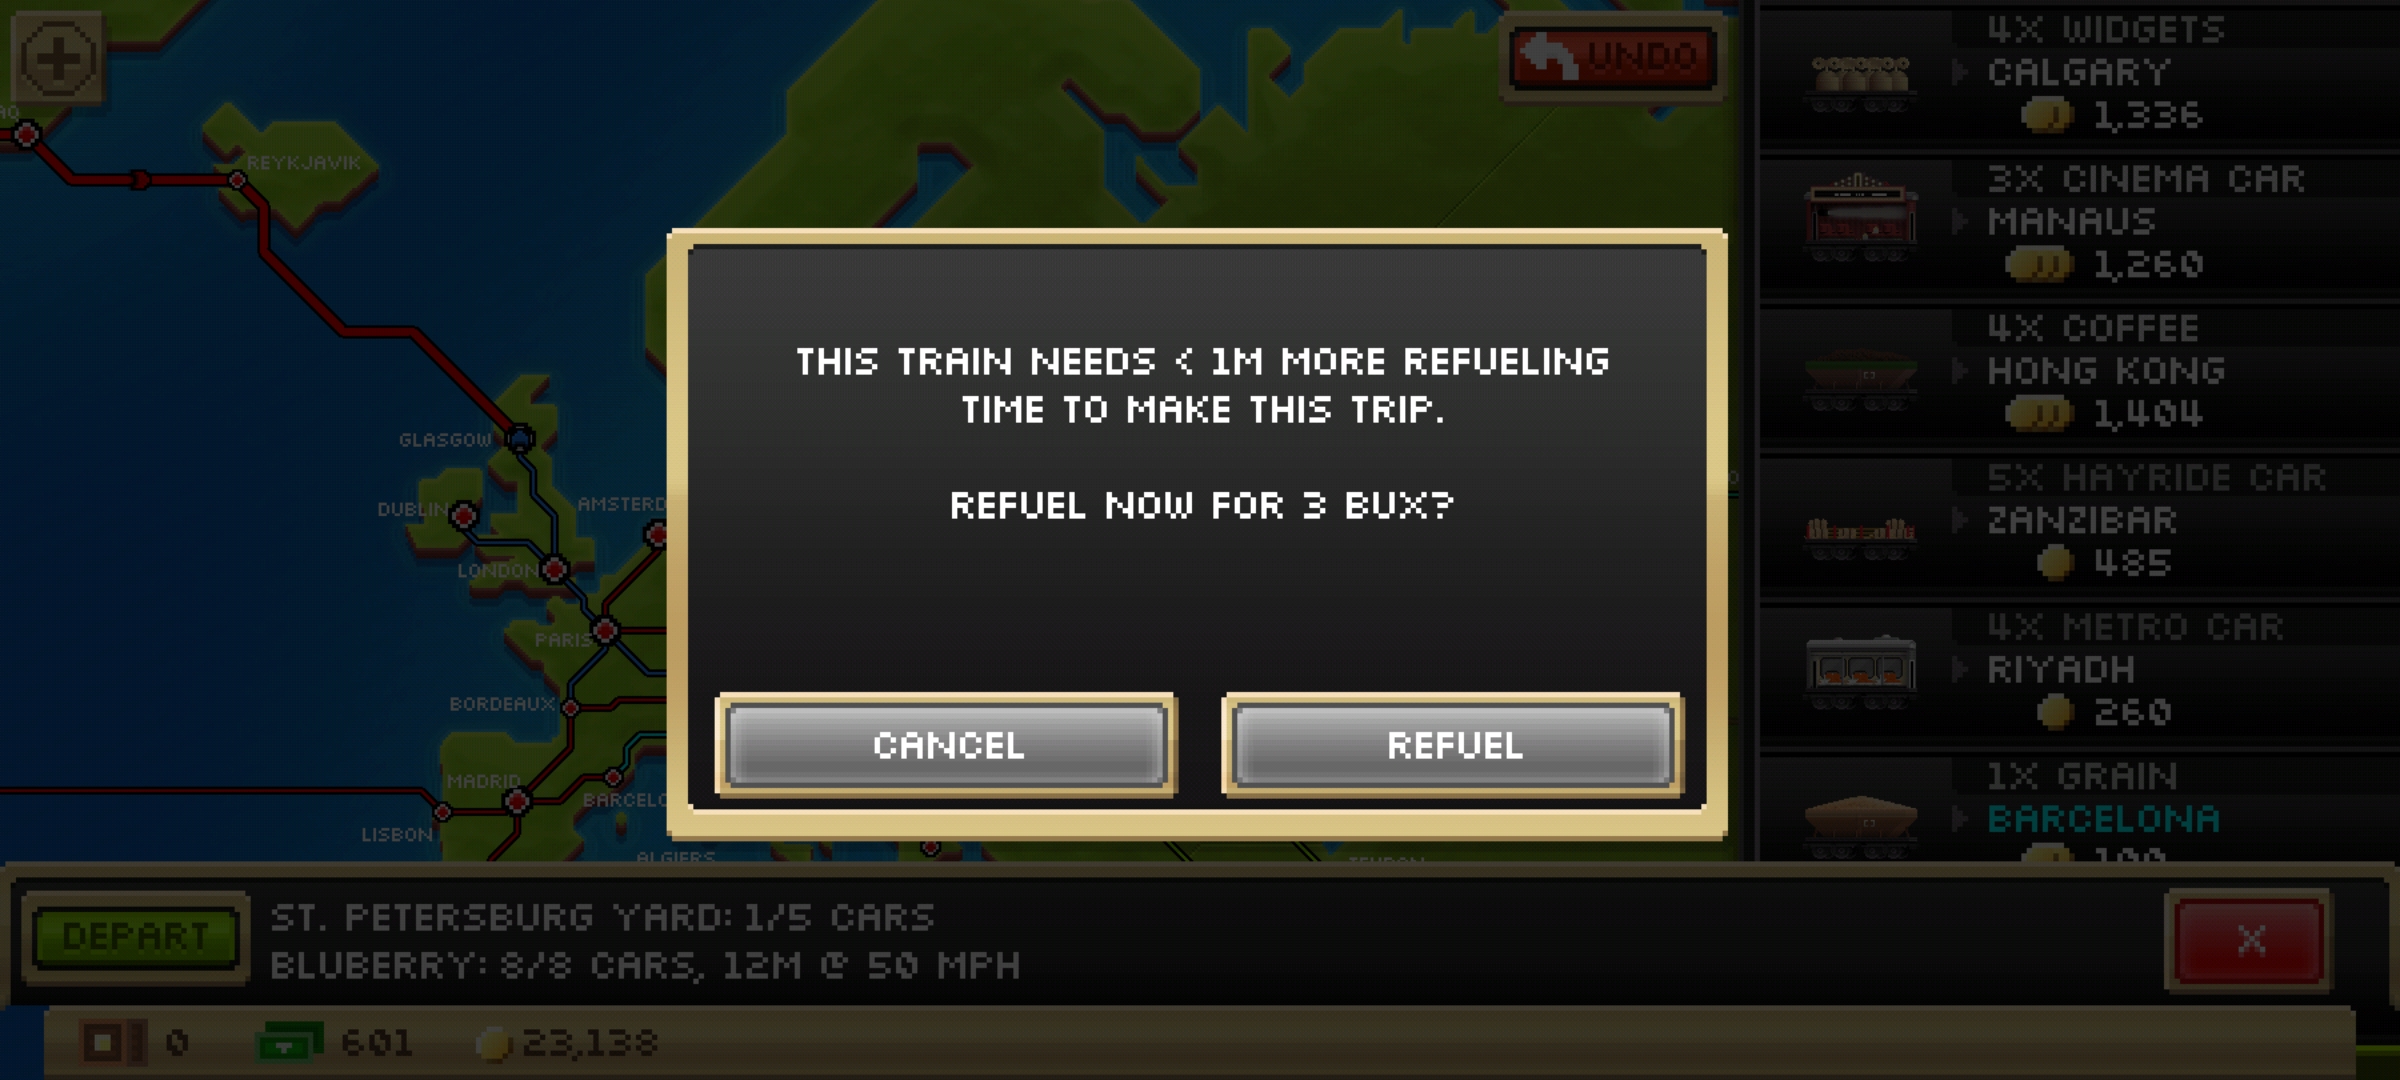 UNDO
REYKJAVIK
GLASGOW
DUBLIN
AMSTERD
LONDON
PARIS
BORDEAUX
MADRID
BARCELO
LISBON
ALGIERS
TEHRAN
THIS TRAIN NEEDS < 1M MORE REFUELING
TIME TO MAKE THIS TRIP.
REFUEL NOW FOR 3 BUX?
CANCEL
REFUEL
4X WIDGETS
CALGARY
1,336
3X CINEMA CAR
MANAUS
1,260
4X COFFEE
HONG KONG
1,404
5X HAYRIDE CAR
ZANZIBAR
485
4X METRO CAR
RIYADH
260
1X GRAIN
BARCELONA
100
DEPART
ST. PETERSBURG YARD: 1/5 CARS
BLUBERRY: 8/8 CARS, 12M @ 50 MPH
X
0
601
23,138